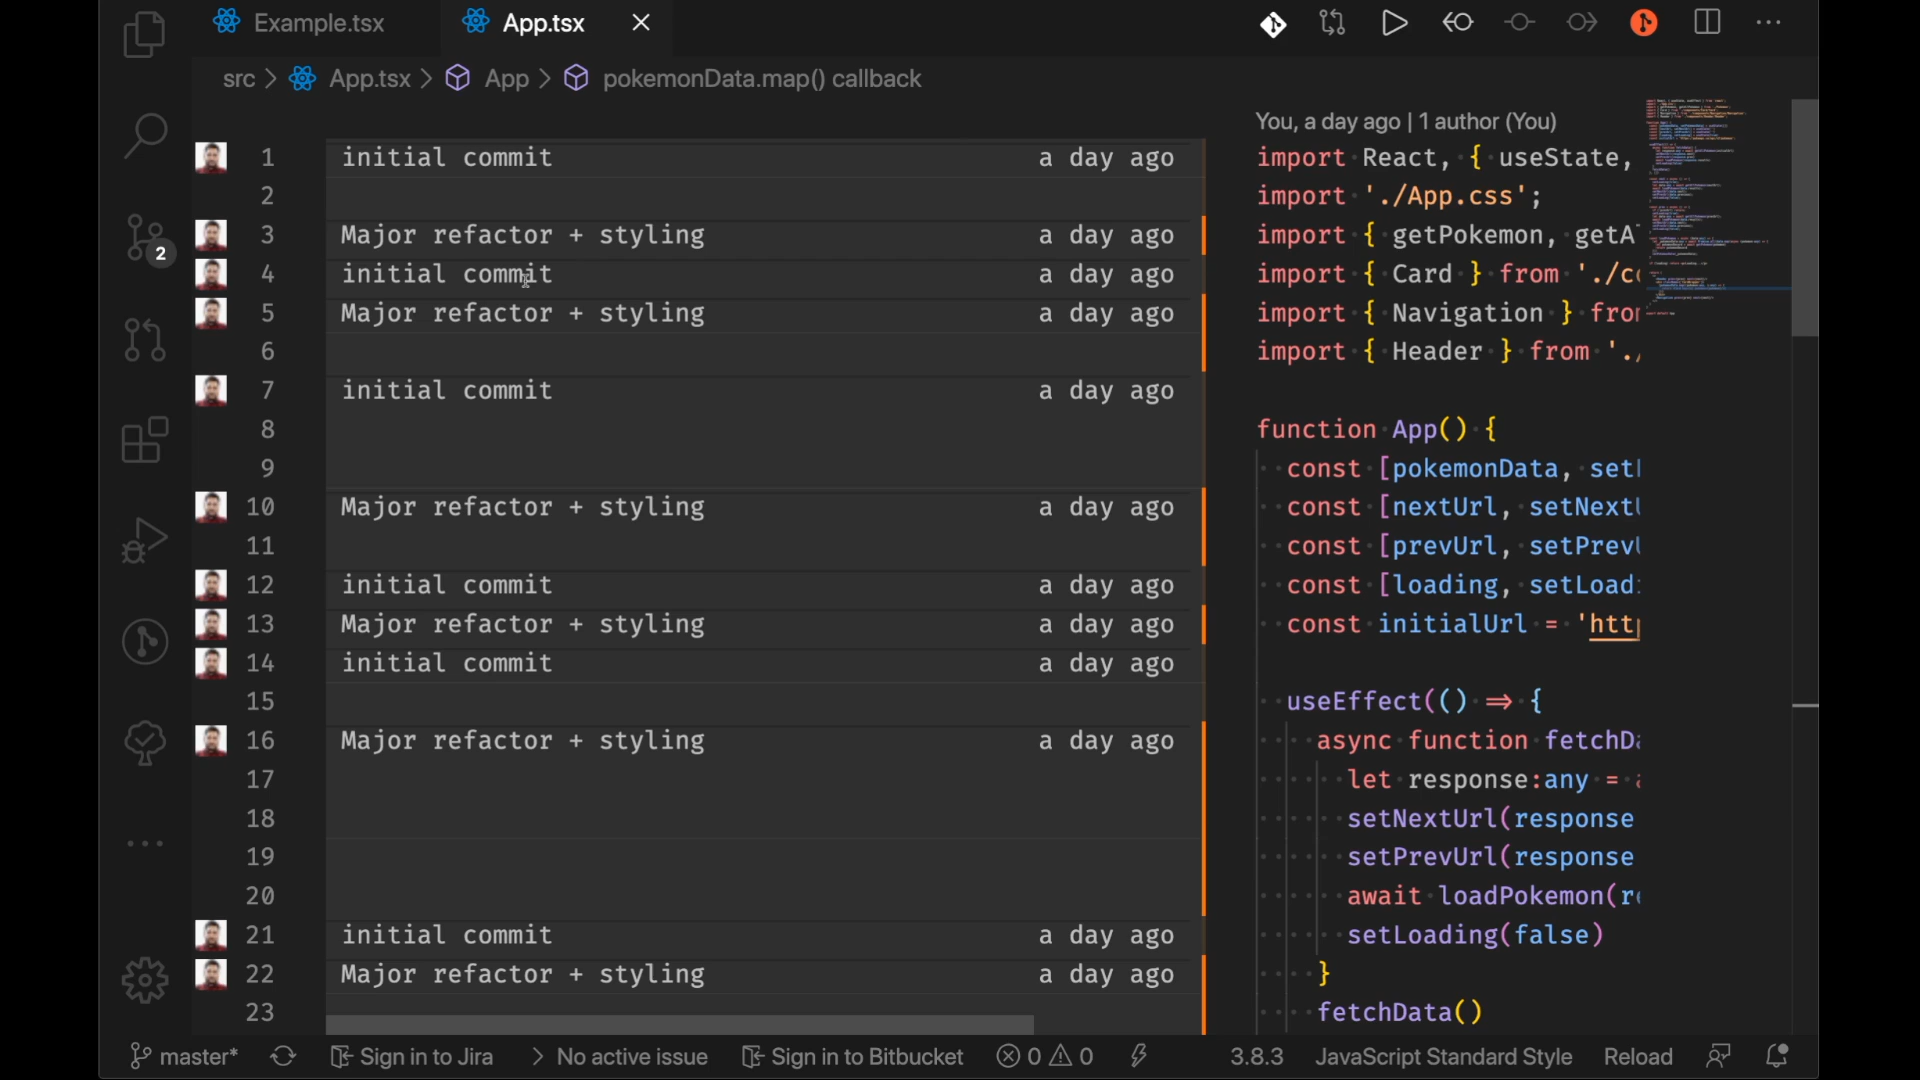 Example.tsx
App.tsx
src > App.tsx > App > pokemonData.map() callback
You, a day ago | 1 author (You)
1 initial commit a day ago import React, { useState,
2 import './App.css';
3 Major refactor + styling a day ago import { getPokemon, getA
4 initial commit a day ago import { Card } from './c
5 Major refactor + styling a day ago import { Navigation } from
6 import { Header } from './
7 initial commit a day ago
8 function App() {
9 const [pokemonData, set
10 Major refactor + styling a day ago const [nextUrl, setNextU
11 const [prevUrl, setPrevU
12 initial commit a day ago const [loading, setLoad
13 Major refactor + styling a day ago const initialUrl = 'http
14 initial commit a day ago
15 useEffect(() => {
16 Major refactor + styling a day ago async function fetchDa
17 let response:any =
18 setNextUrl(response
19 setPrevUrl(response
20 await loadPokemon(re
21 initial commit a day ago setLoading(false)
22 Major refactor + styling a day ago }
23 fetchData()
2
master* Sign in to Jira > No active issue Sign in to Bitbucket 0 0 3.8.3 JavaScript Standard Style Reload